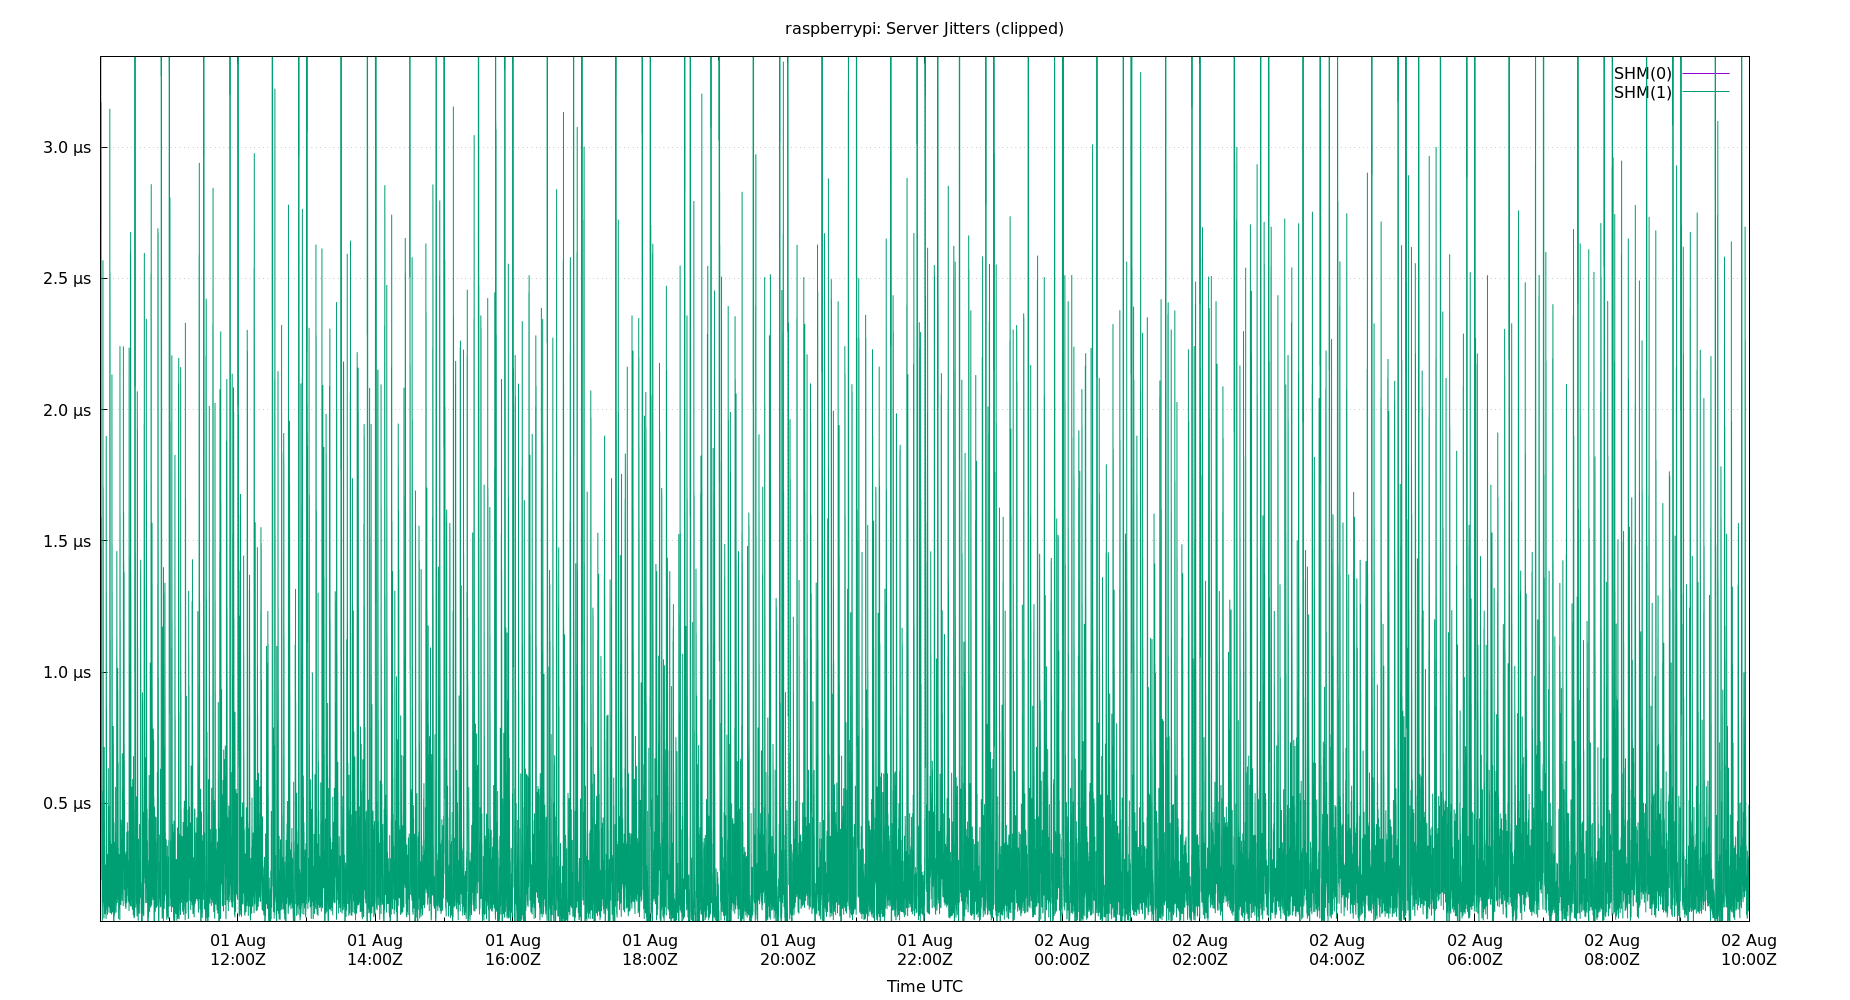 raspberrypi: Server Jitters (clipped)
SHM(0)
SHM(1)
3.0 µs
2.5 µs
2.0 µs
1.5 µs
1.0 µs
0.5 µs
01 Aug 01 Aug 01 Aug 01 Aug 01 Aug 01 Aug 02 Aug 02 Aug 02 Aug 02 Aug 02 Aug 02 Aug
12:00Z 14:00Z 16:00Z 18:00Z 20:00Z 22:00Z 00:00Z 02:00Z 04:00Z 06:00Z 08:00Z 10:00Z
Time UTC